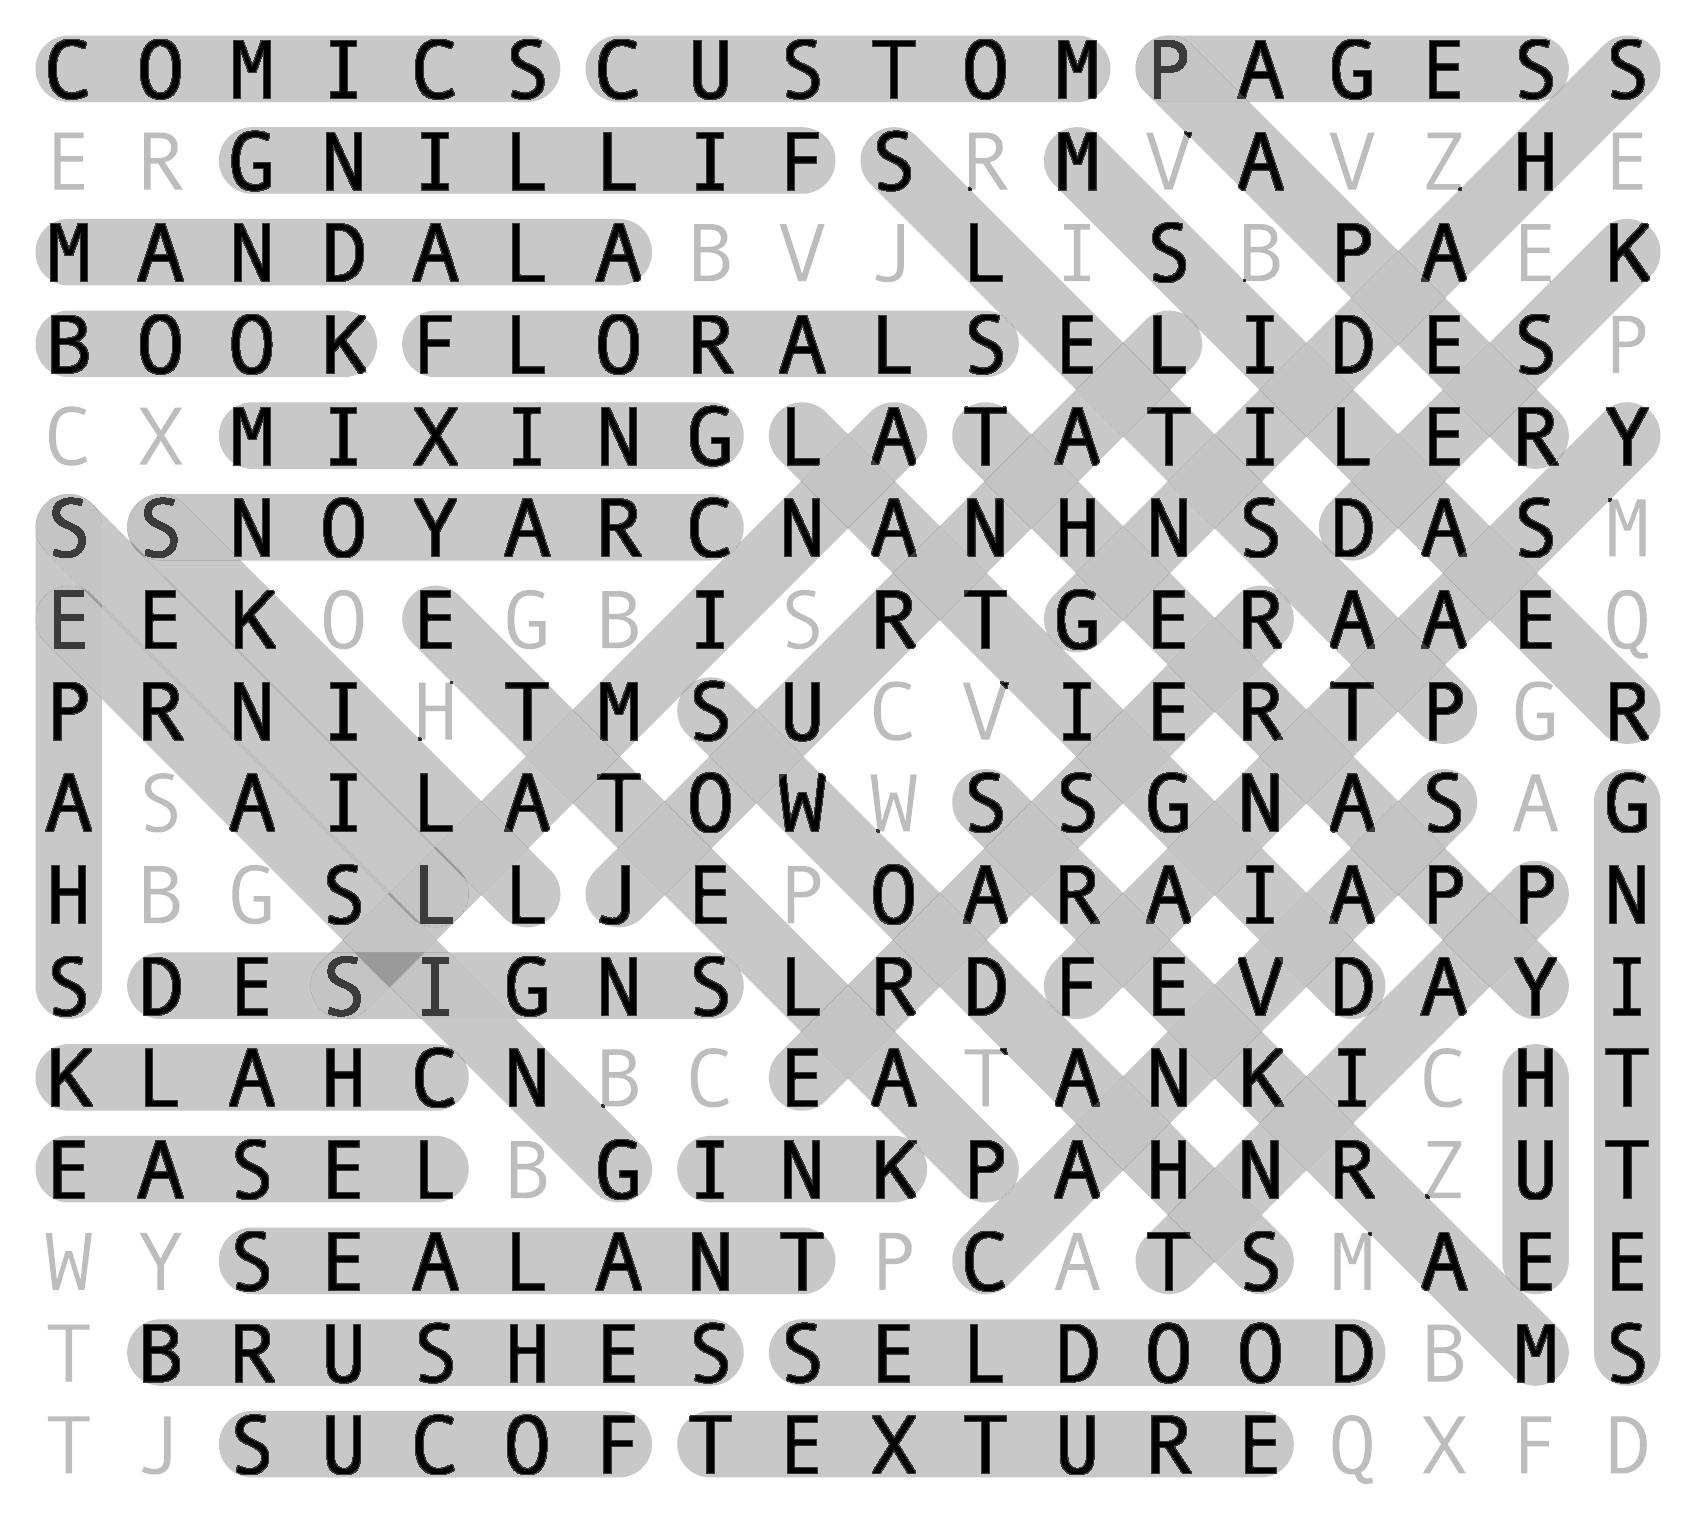 C O M I C S C U S T O M P A G E S S
E R G N I L L I F S R M V A V Z H E
M A N D A L A B V J L I S B P A E K
B O O K F L O R A L S E L I D E S P
C X M I X I N G L A T A T I L E R Y
S S N O Y A R C N A N H N S D A S M
E E K O E G B I S R T G E R A A E Q
P R N I H T M S U C V I E R T P G R
A S A I L A T O W W S S G N A S A G
H B G S L L J E P O A R A I A P P N
S D E S I G N S L R D F E V D A Y I
K L A H C N B C E A T A N K I C H T
E A S E L B G I N K P A H N R Z U T
W Y S E A L A N T P C A T S M A E E
T B R U S H E S S E L D O O D B M S
T J S U C O F T E X T U R E Q X F D